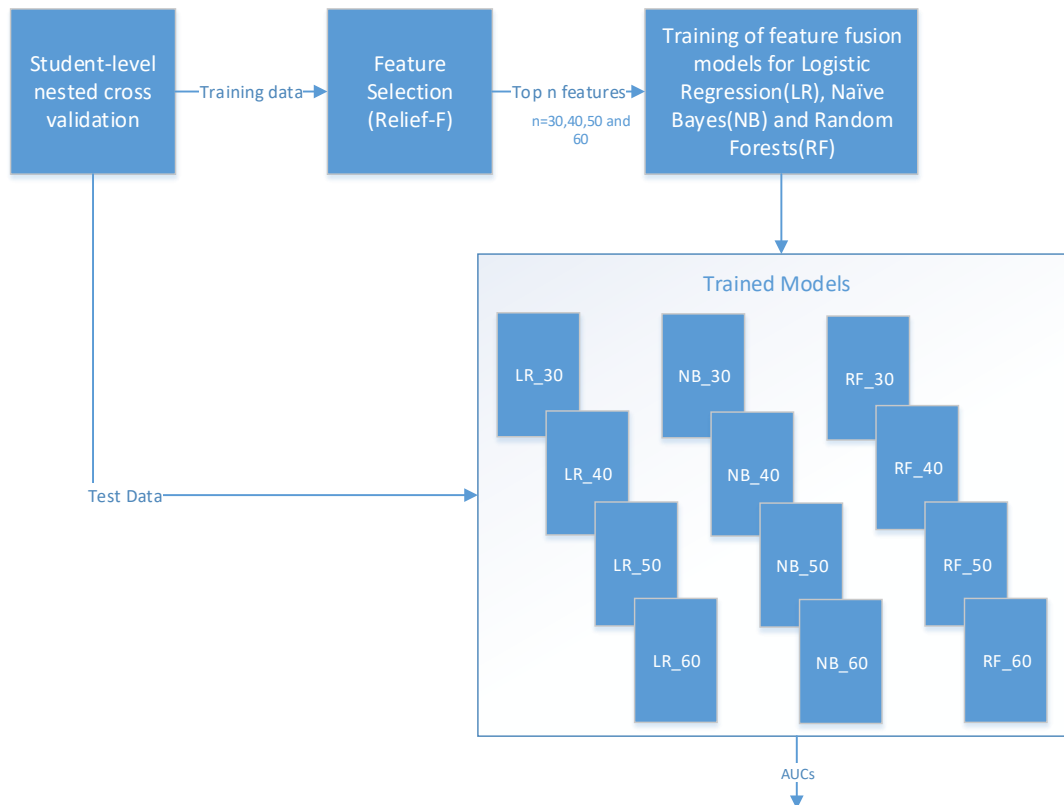 Student-level
nested cross
validation
Training data
Feature
Selection
(Relief-F)
Top n features
n=30,40,50 and
60
Training of feature fusion
models for Logistic
Regression(LR), Naïve
Bayes(NB) and Random
Forests(RF)
Trained Models
LR_30
NB_30
RF_30
LR_40
NB_40
RF_40
Test Data
LR_50
NB_50
RF_50
LR_60
NB_60
RF_60
AUCs